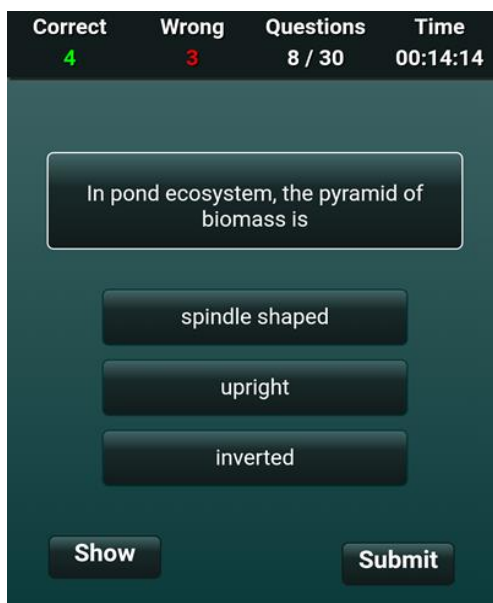 Correct Wrong Questions Time
4 3 8 / 30 00:14:14
In pond ecosystem, the pyramid of
biomass is
spindle shaped
upright
inverted
Show Submit